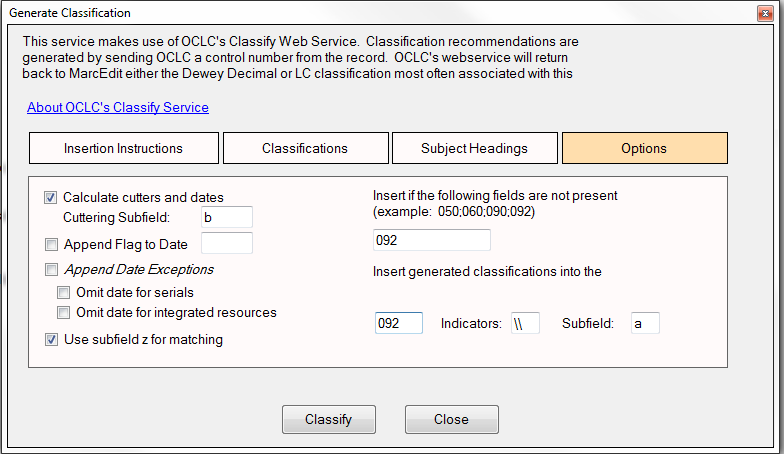 Generate Classification
This service makes use of OCLC's Classify Web Service.  Classification recommendations are
generated by sending OCLC a control number from the record.  OCLC's webservice will return
back to MarcEdit either the Dewey Decimal or LC classification most often associated with this
About OCLC's Classify Service
Insertion Instructions
Classifications
Subject Headings
Options
Calculate cutters and dates
Cuttering Subfield: b
Append Flag to Date
Append Date Exceptions
Omit date for serials
Omit date for integrated resources
Use subfield z for matching
Insert if the following fields are not present
(example:  050;060;090;092)
092
Insert generated classifications into the
092 Indicators: \\ Subfield: a
Classify
Close